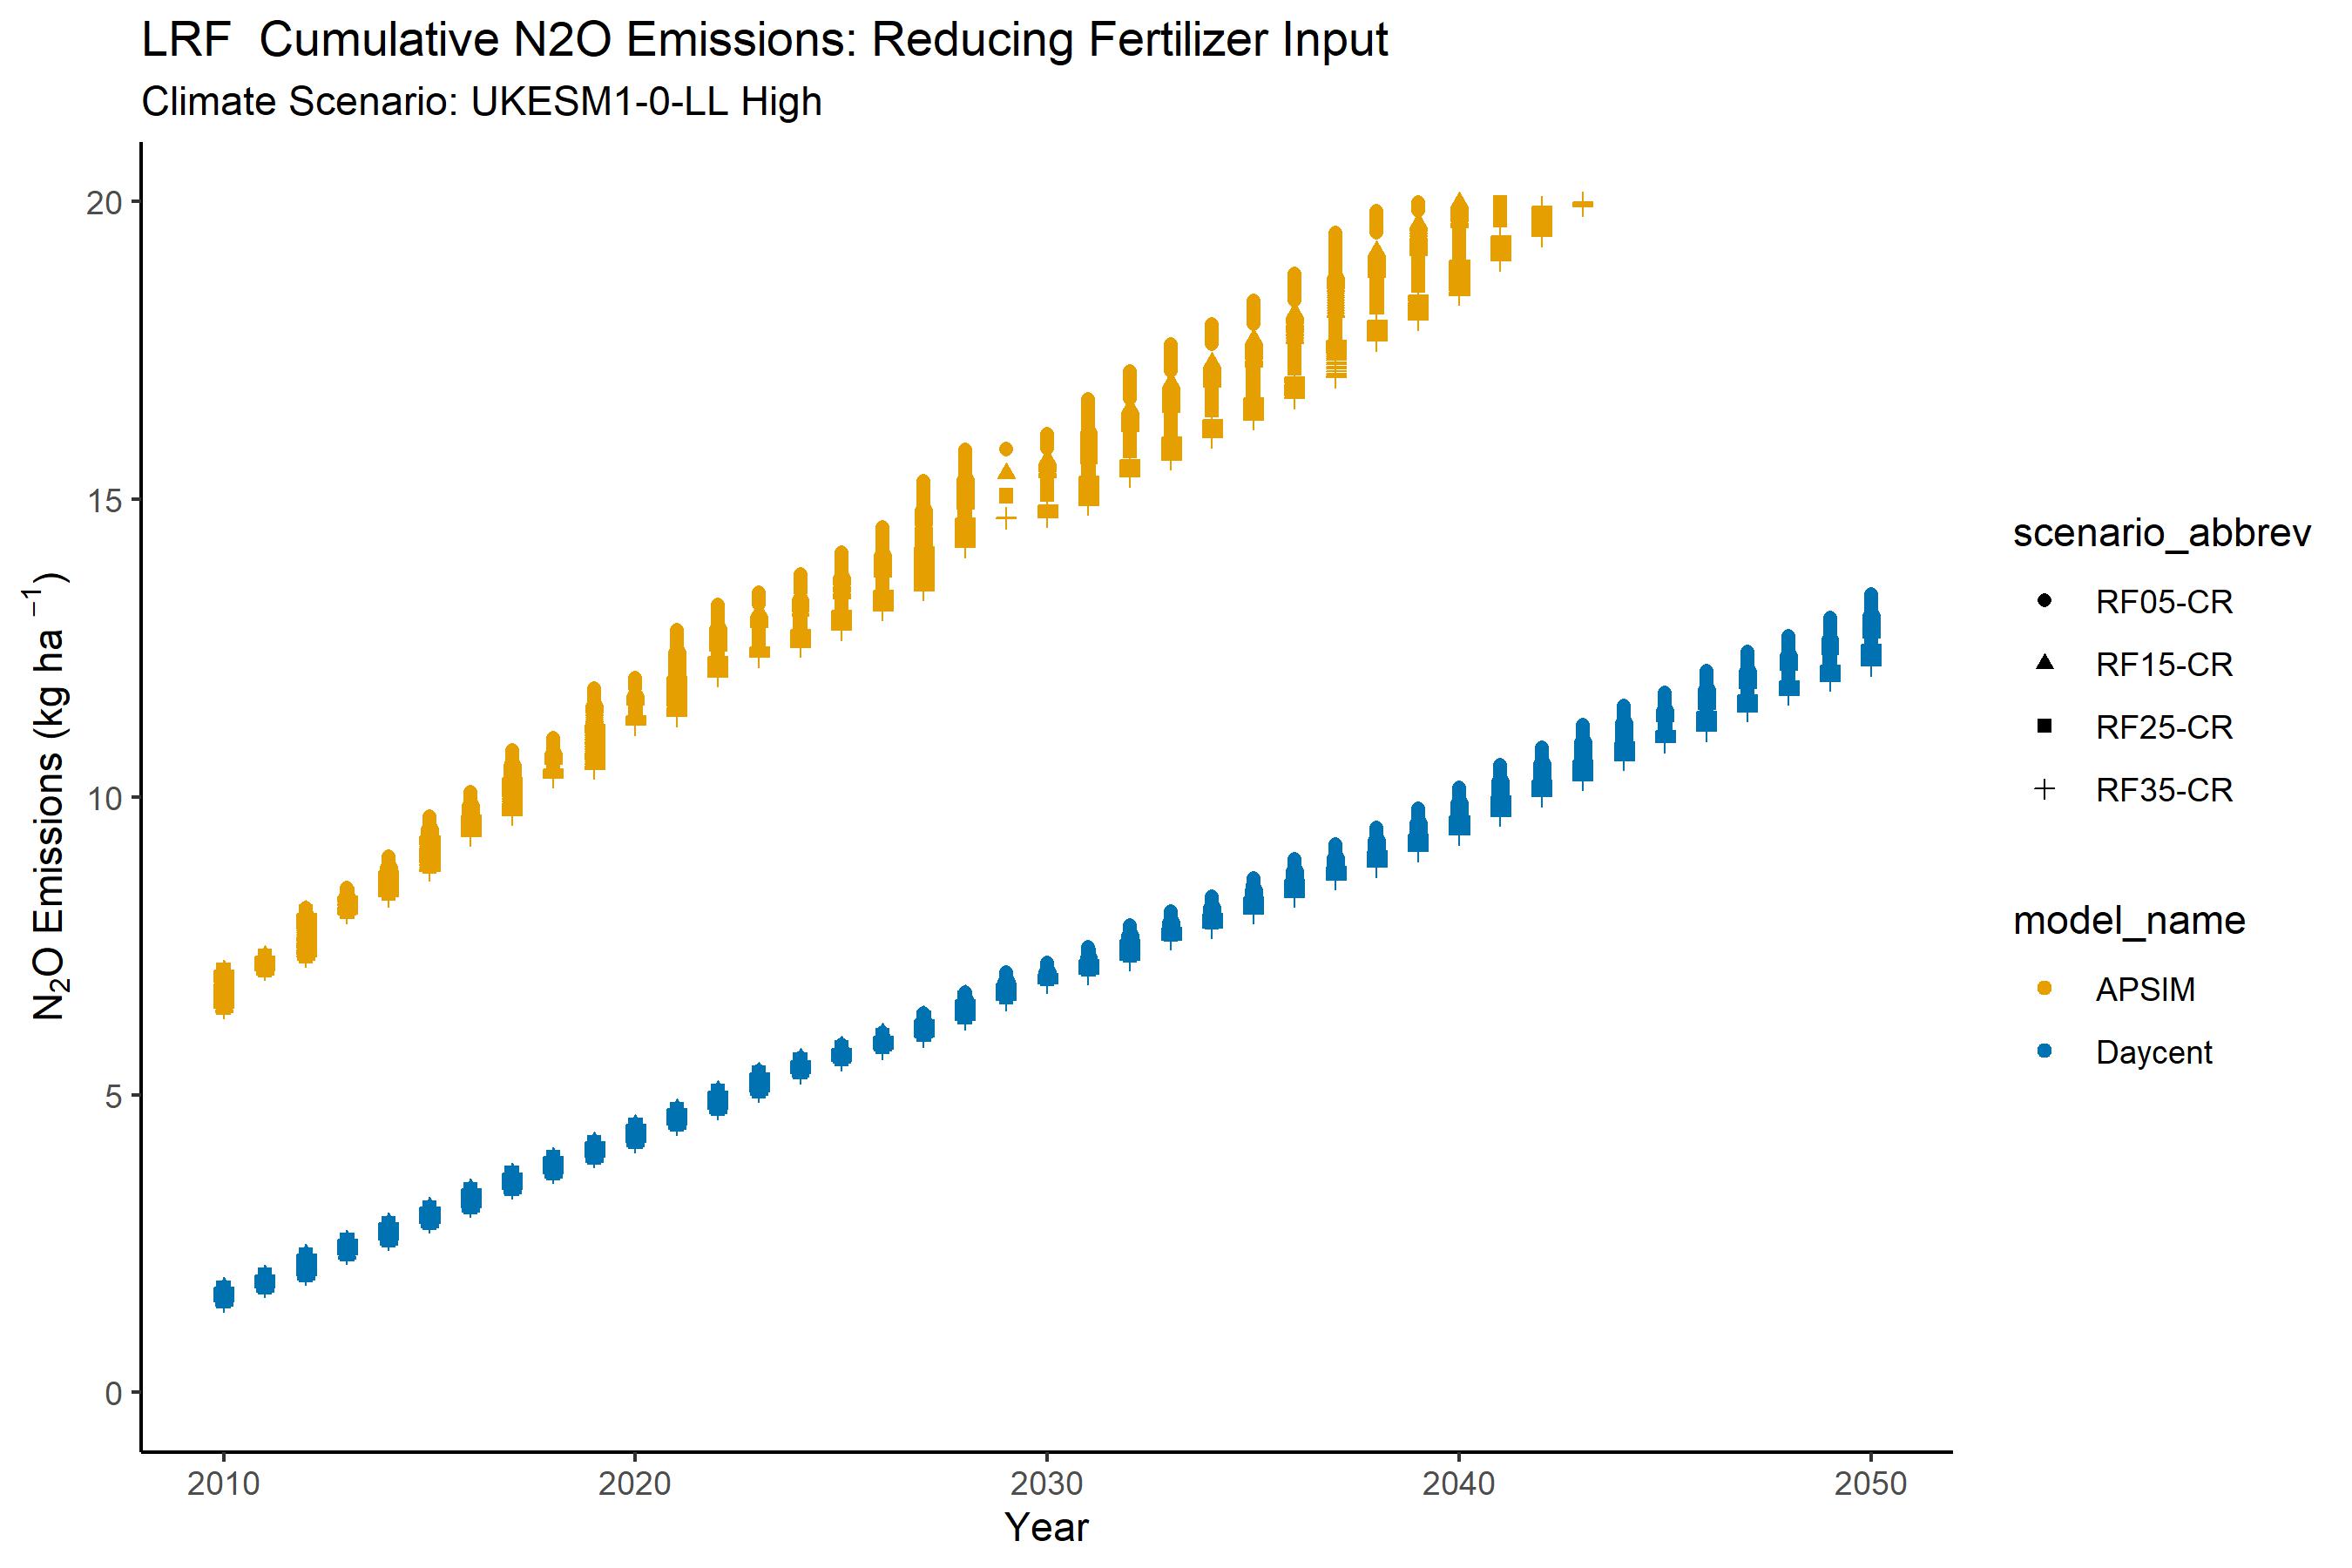 LRF  Cumulative N2O Emissions: Reducing Fertilizer Input
Climate Scenario: UKESM1-0-LL High
N₂O Emissions (kg ha ⁻¹)
20
15
10
5
0
2010
2020
2030
2040
2050
Year
scenario_abbrev
RF05-CR
RF15-CR
RF25-CR
RF35-CR
model_name
APSIM
Daycent